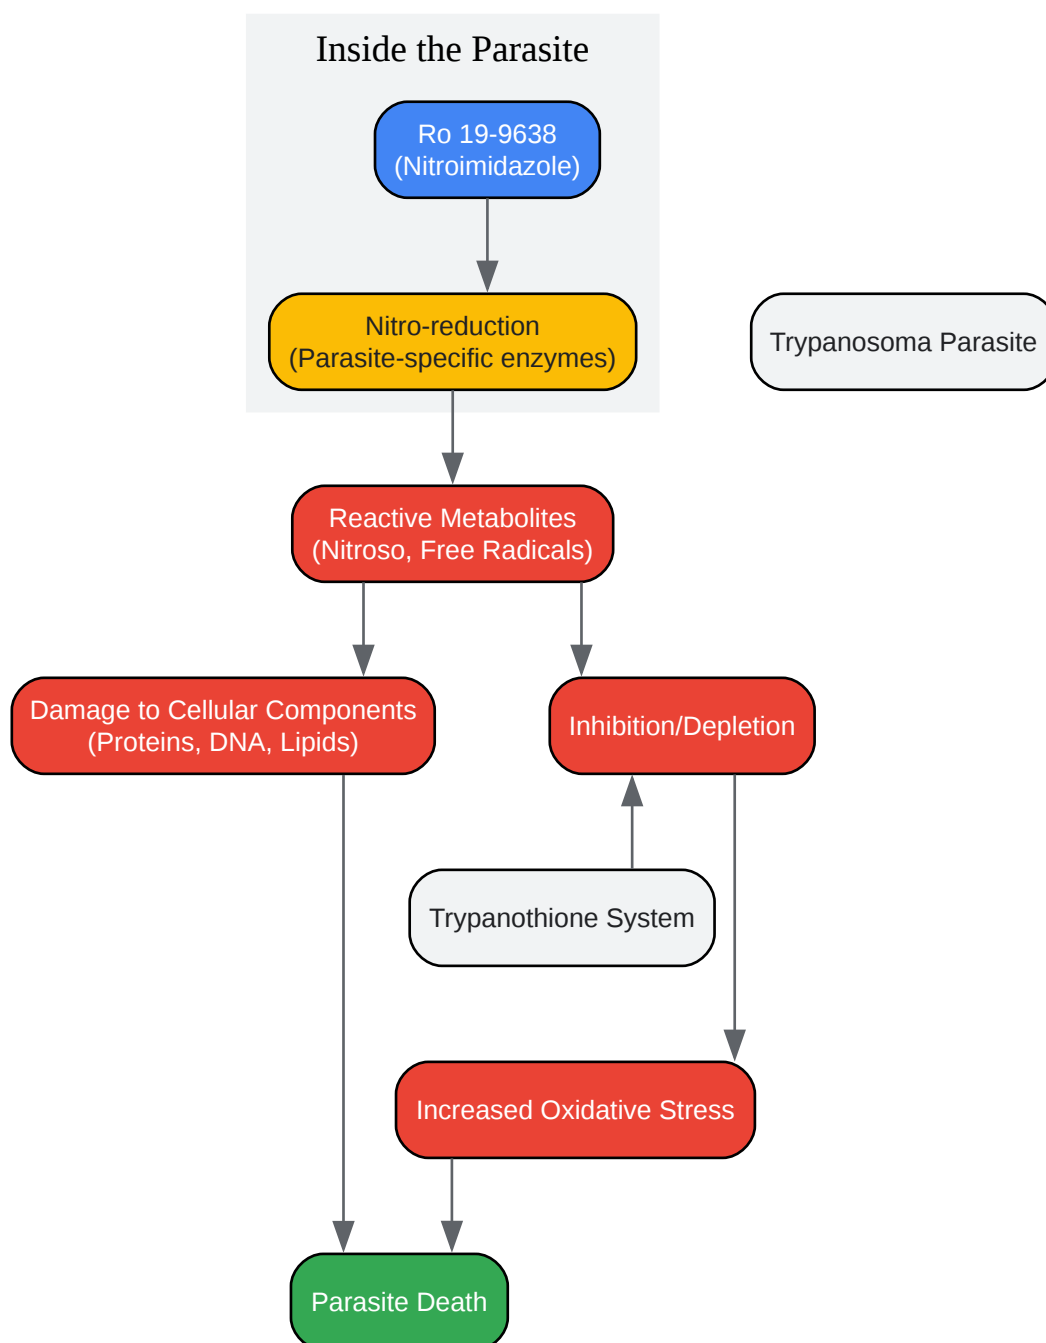 Inside the Parasite
Ro 19-9638
(Nitroimidazole)
Nitro-reduction
(Parasite-specific enzymes)
Trypanosoma Parasite
Reactive Metabolites
(Nitroso, Free Radicals)
Damage to Cellular Components
(Proteins, DNA, Lipids)
Inhibition/Depletion
Trypanothione System
Increased Oxidative Stress
Parasite Death